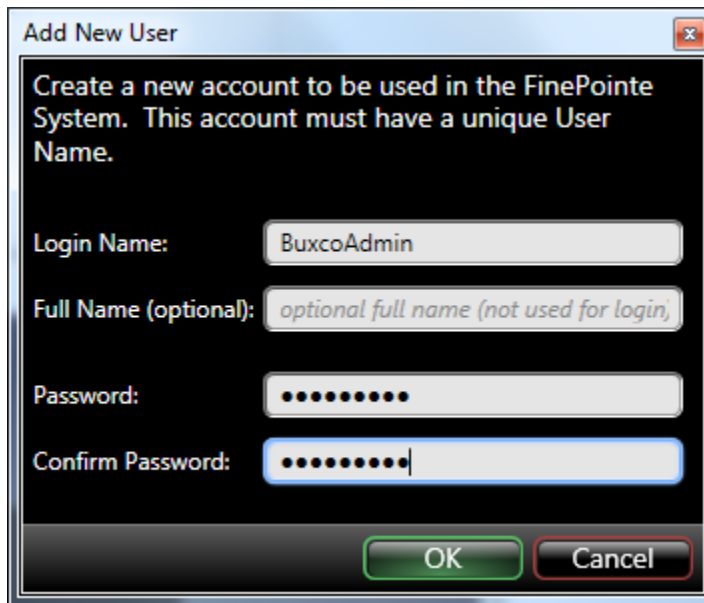 Add New User
Create a new account to be used in the FinePointe
System.  This account must have a unique User
Name.
Login Name: BuxcoAdmin
Full Name (optional): optional full name (not used for login)
Password: ●●●●●●●●●
Confirm Password: ●●●●●●●●●
OK Cancel